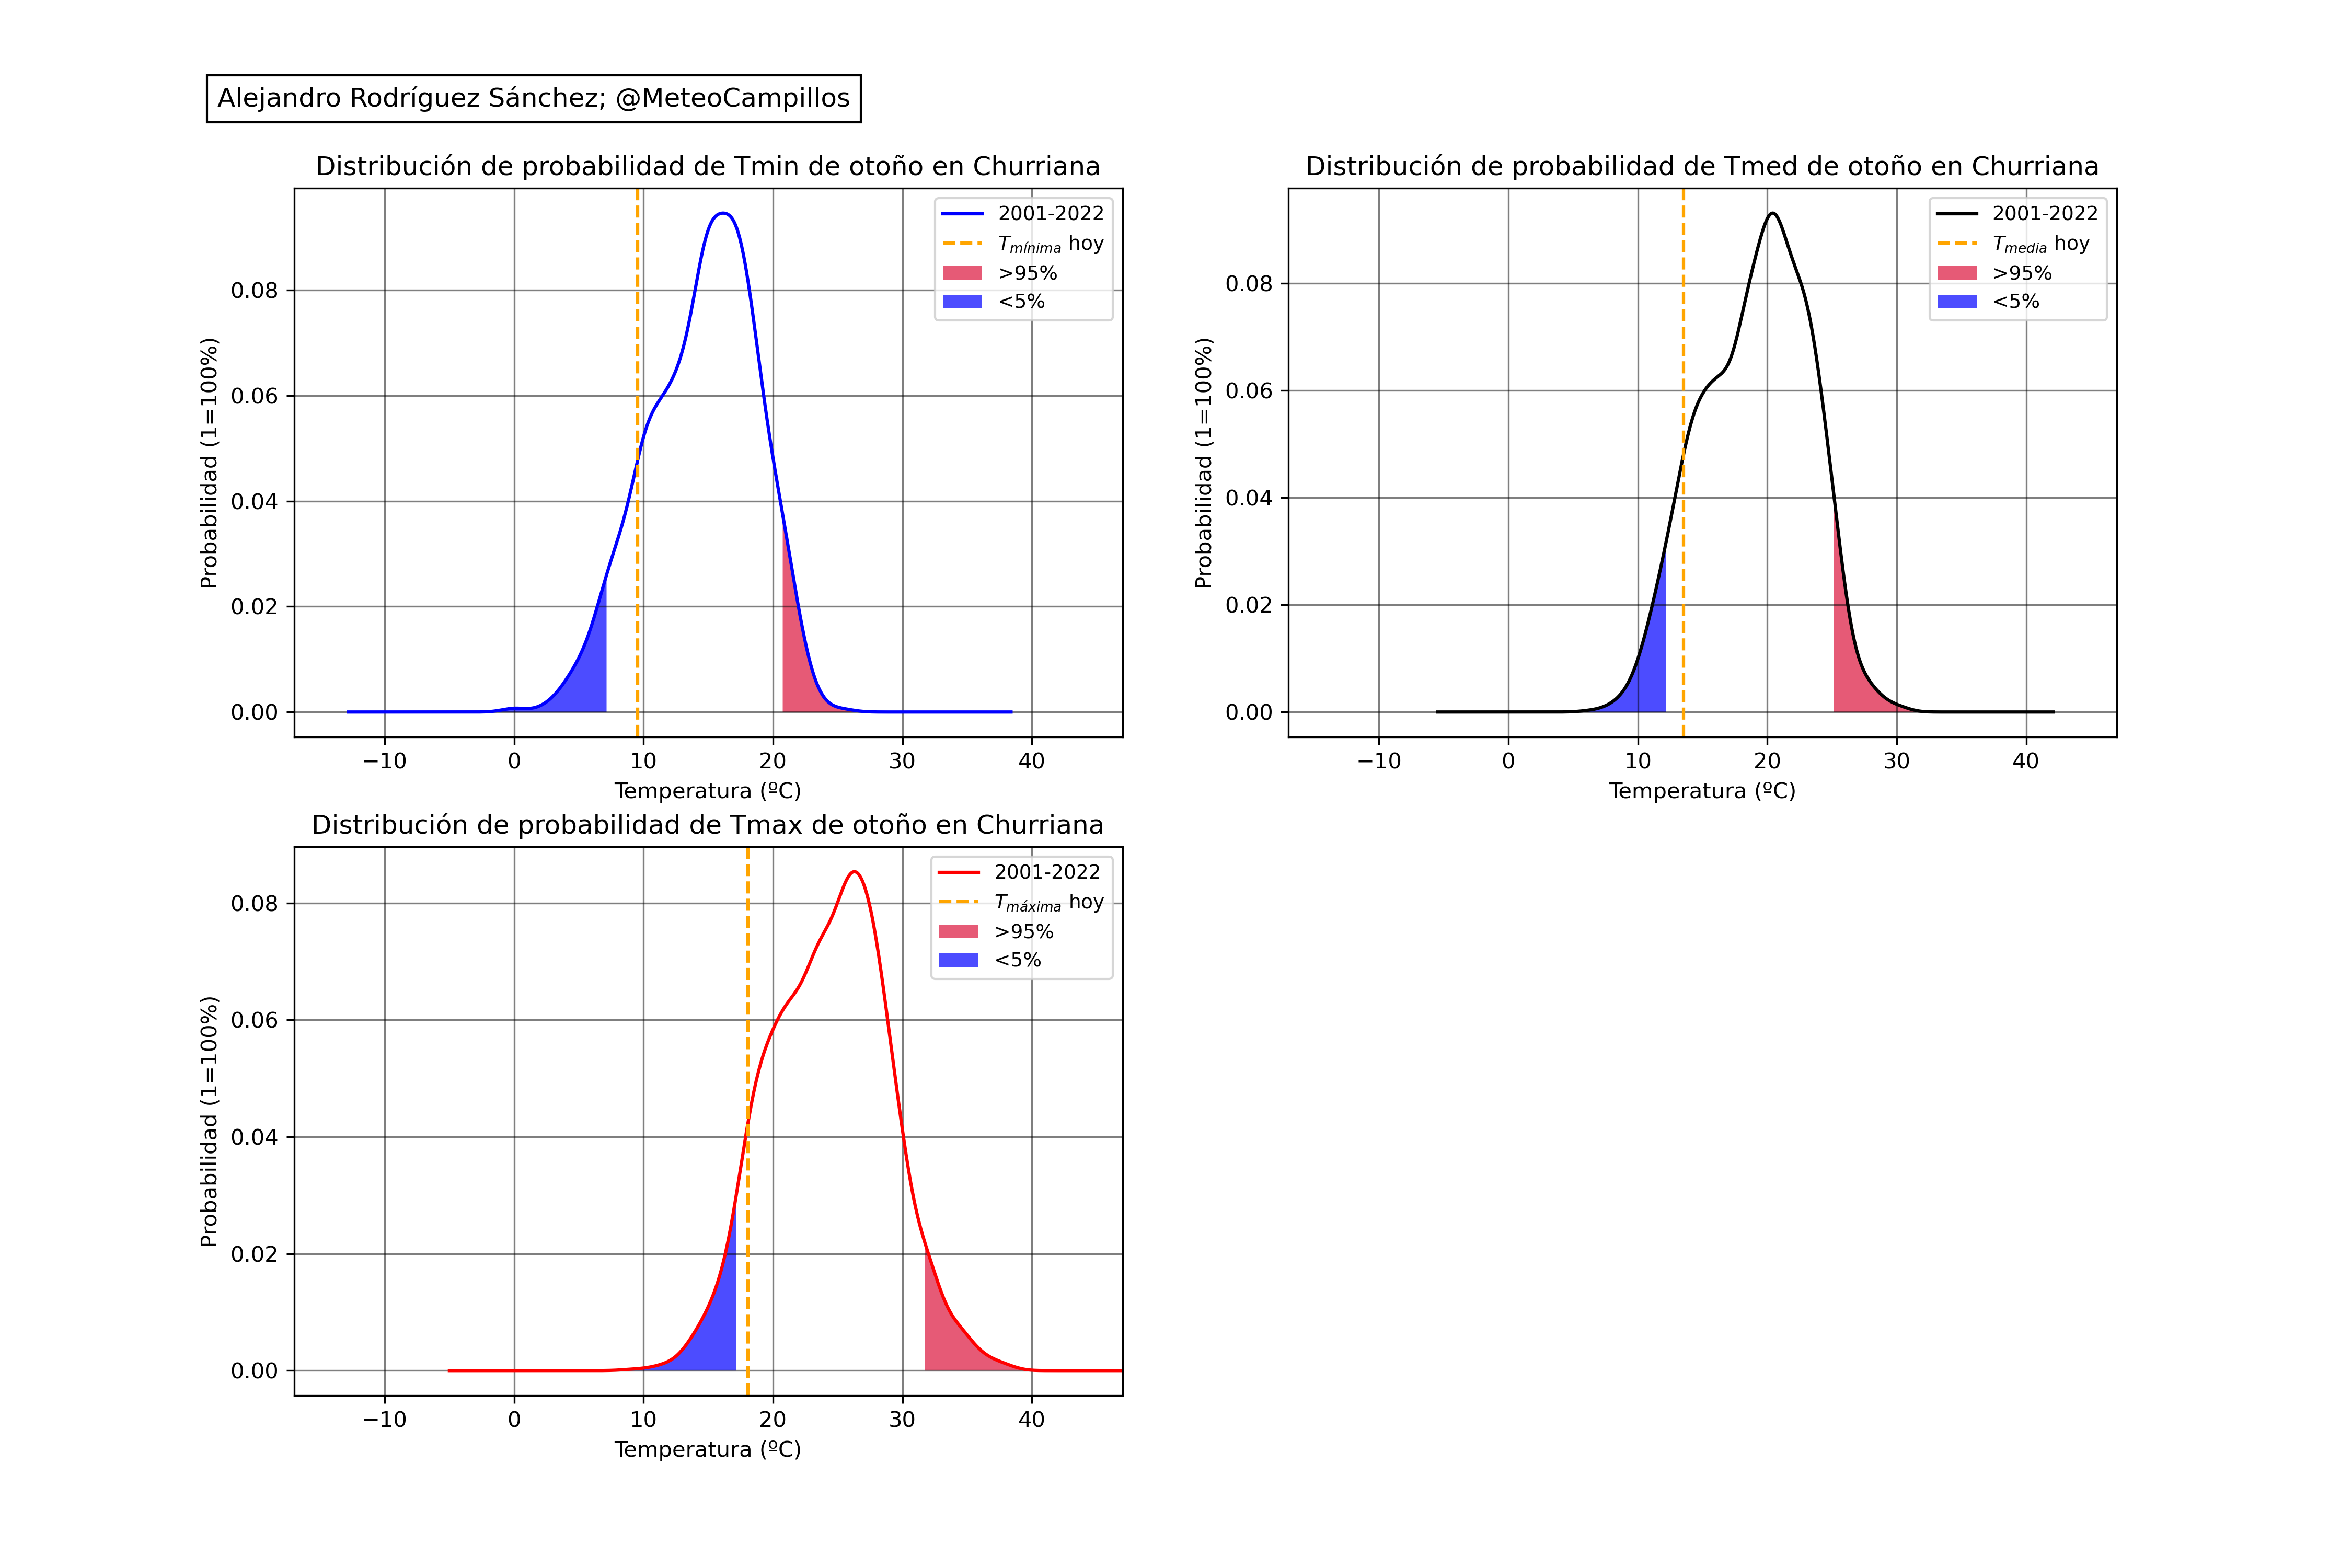 Alejandro Rodríguez Sánchez; @MeteoCampillos
Distribución de probabilidad de Tmin de otoño en Churriana
Probabilidad (1=100%)
0.08
0.06
0.04
0.02
0.00
−10 0 10 20 30 40
Temperatura (ºC)
2001-2022
Tmínima hoy
>95%
<5%
Distribución de probabilidad de Tmed de otoño en Churriana
Probabilidad (1=100%)
0.08
0.06
0.04
0.02
0.00
−10 0 10 20 30 40
Temperatura (ºC)
2001-2022
Tmedia hoy
>95%
<5%
Distribución de probabilidad de Tmax de otoño en Churriana
Probabilidad (1=100%)
0.08
0.06
0.04
0.02
0.00
−10 0 10 20 30 40
Temperatura (ºC)
2001-2022
Tmáxima hoy
>95%
<5%